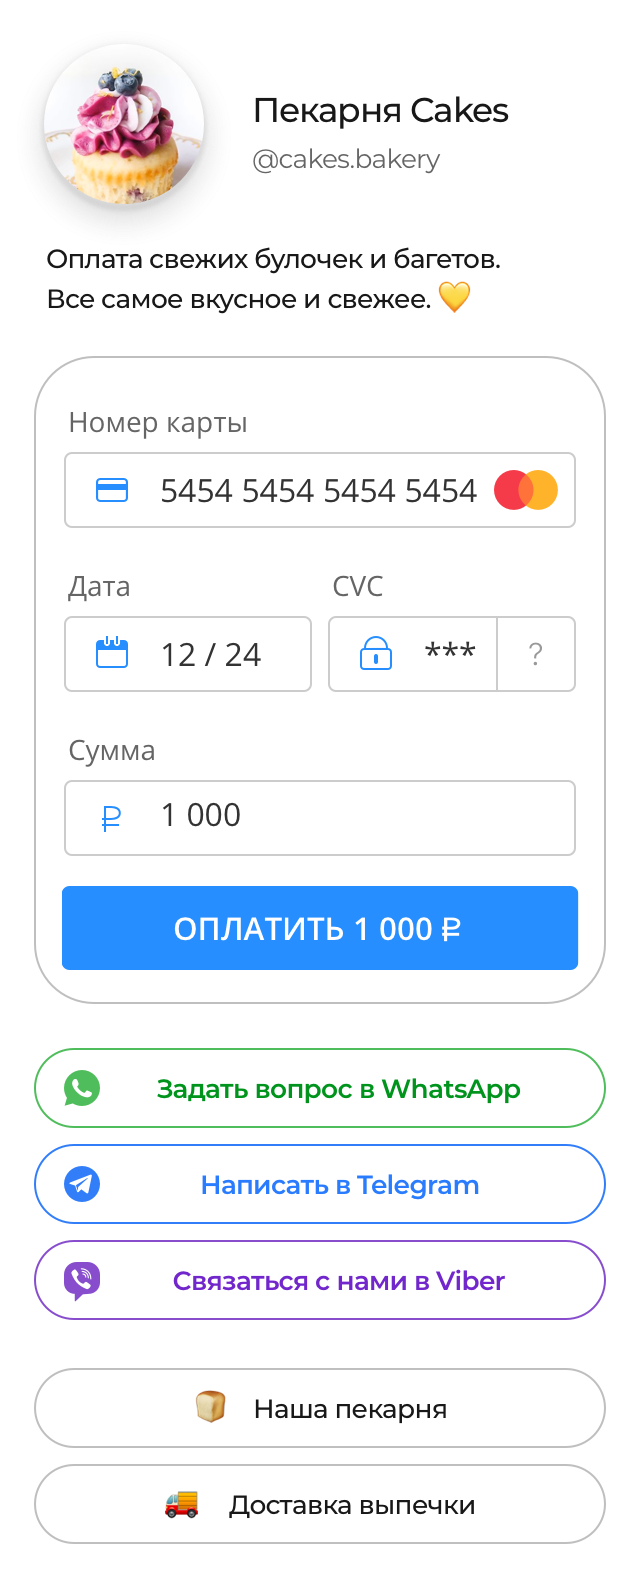 Пекарня Cakes
@cakes.bakery
Оплата свежих булочек и багетов.
Все самое вкусное и свежее. 💛
Номер карты
5454 5454 5454 5454
Дата
CVC
12 / 24
*** ?
Сумма
₽ 1 000
ОПЛАТИТЬ 1 000 ₽
Задать вопрос в WhatsApp
Написать в Telegram
Связаться с нами в Viber
Наша пекарня
Доставка выпечки